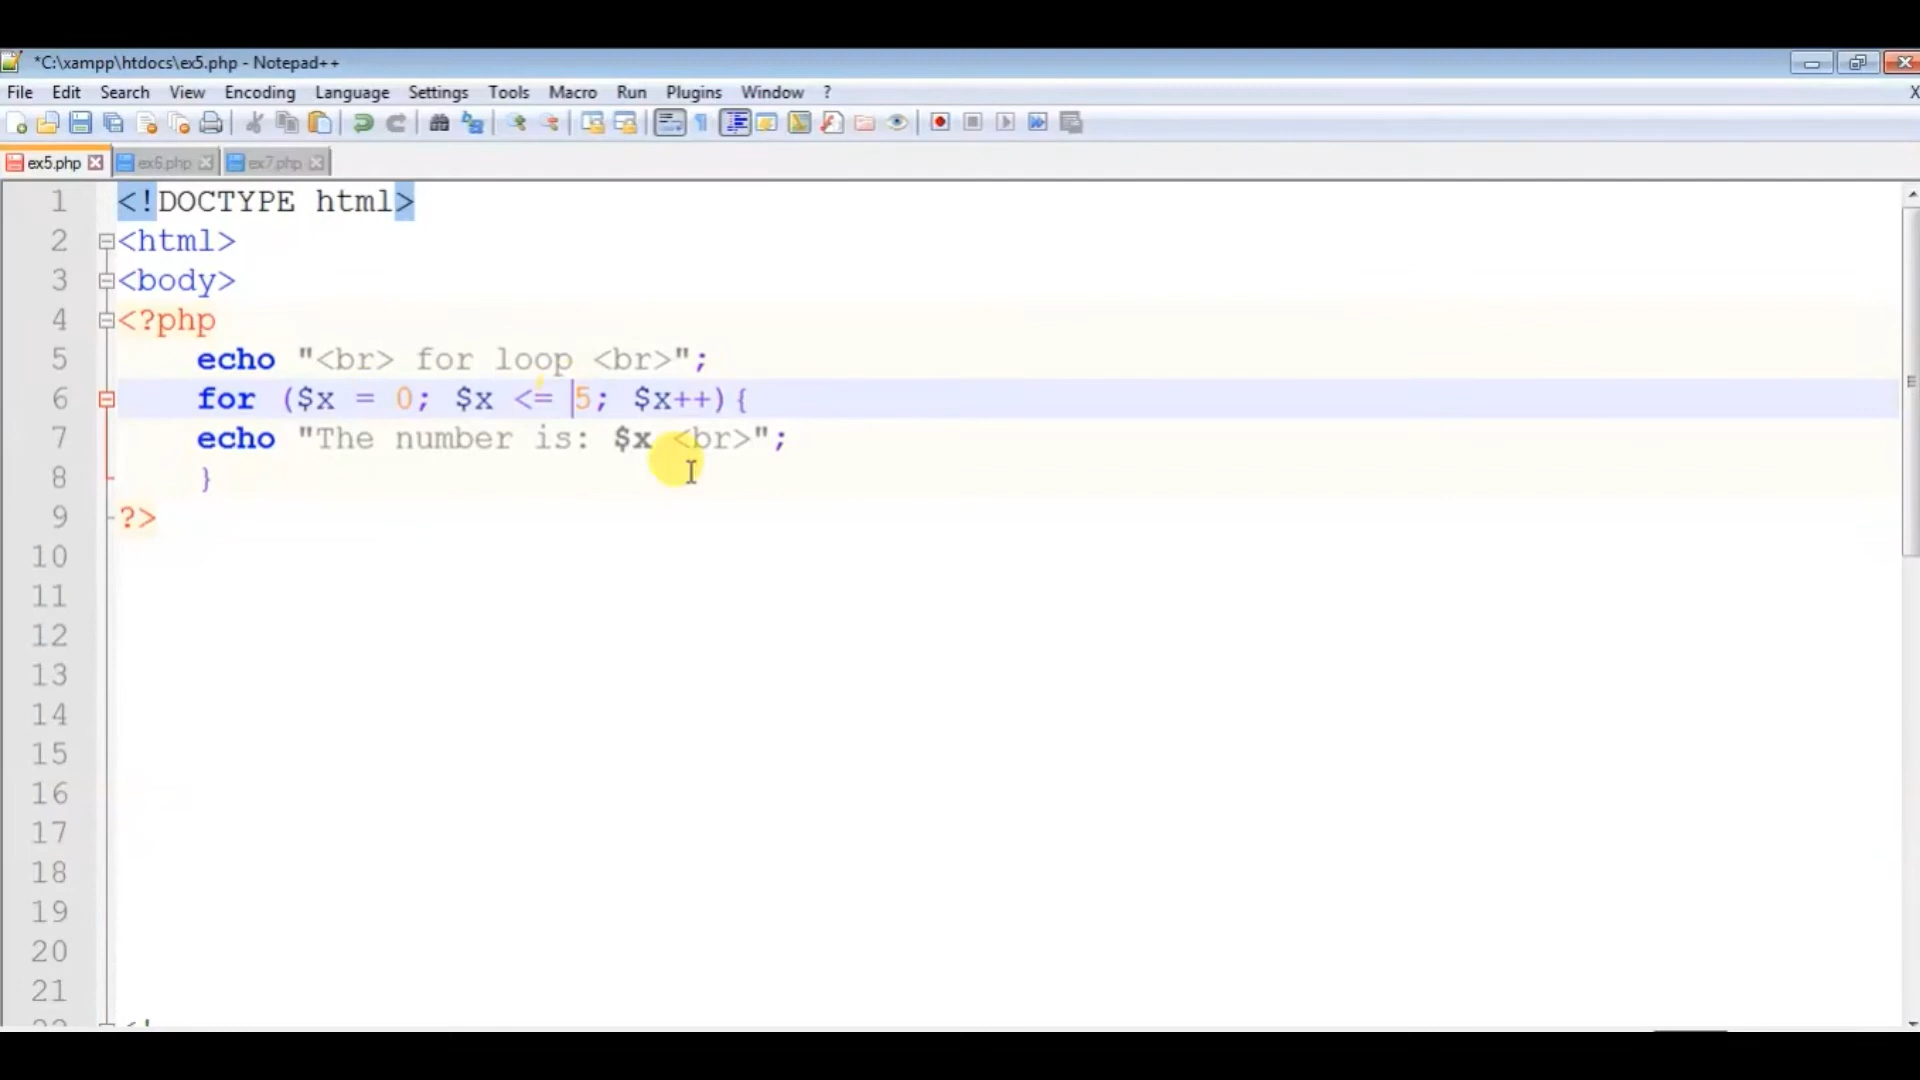 *C:\xampp\htdocs\ex5.php - Notepad++
File Edit Search View Encoding Language Settings Tools Macro Run Plugins Window ? X
ex5.php ex6.php ex7.php
1 <!DOCTYPE html>
2 <html>
3 <body>
4 <?php
5 echo "<br> for loop <br>";
6 for ($x = 0; $x <= 5; $x++){
7 echo "The number is: $x <br>";
8 }
9 ?>
10
11
12
13
14
15
16
17
18
19
20
21